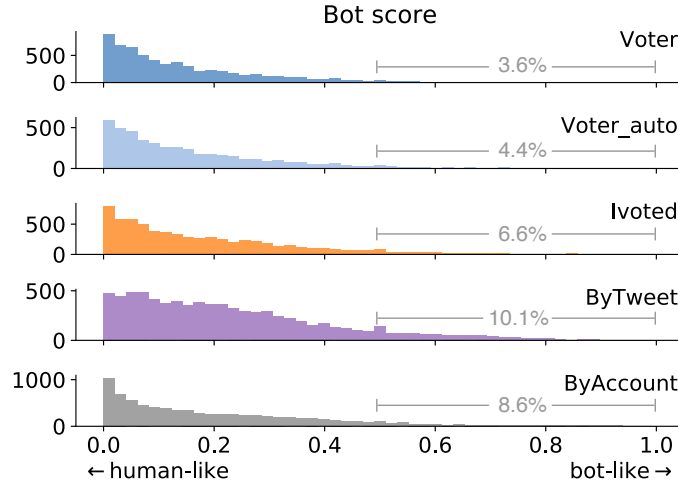 Bot score
Voter
500
0
3.6%
Voter_auto
500
0
4.4%
Ivoted
500
0
6.6%
ByTweet
500
0
10.1%
ByAccount
1000
0
8.6%
0.0 0.2 0.4 0.6 0.8 1.0
←human-like bot-like→